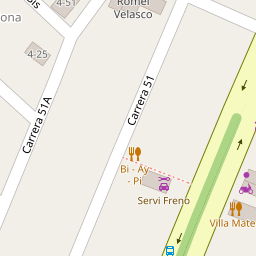 4-51
Romel
Velasco
ona
4-25
Carrera 51A
Carrera 51
Bi - Ay
- Pi
Servi Freno
Villa Mate